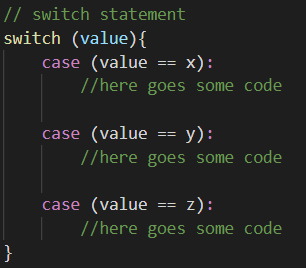 // switch statement
switch (value){
    case (value == x):
        //here goes some code

    case (value == y):
        //here goes some code

    case (value == z):
        //here goes some code
}